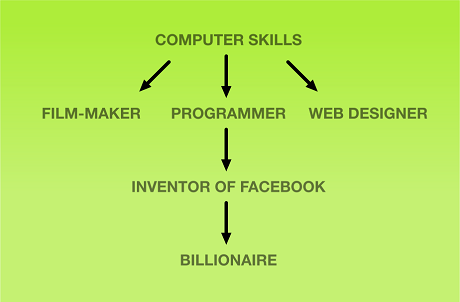 COMPUTER SKILLS
FILM-MAKER PROGRAMMER WEB DESIGNER
INVENTOR OF FACEBOOK
BILLIONAIRE